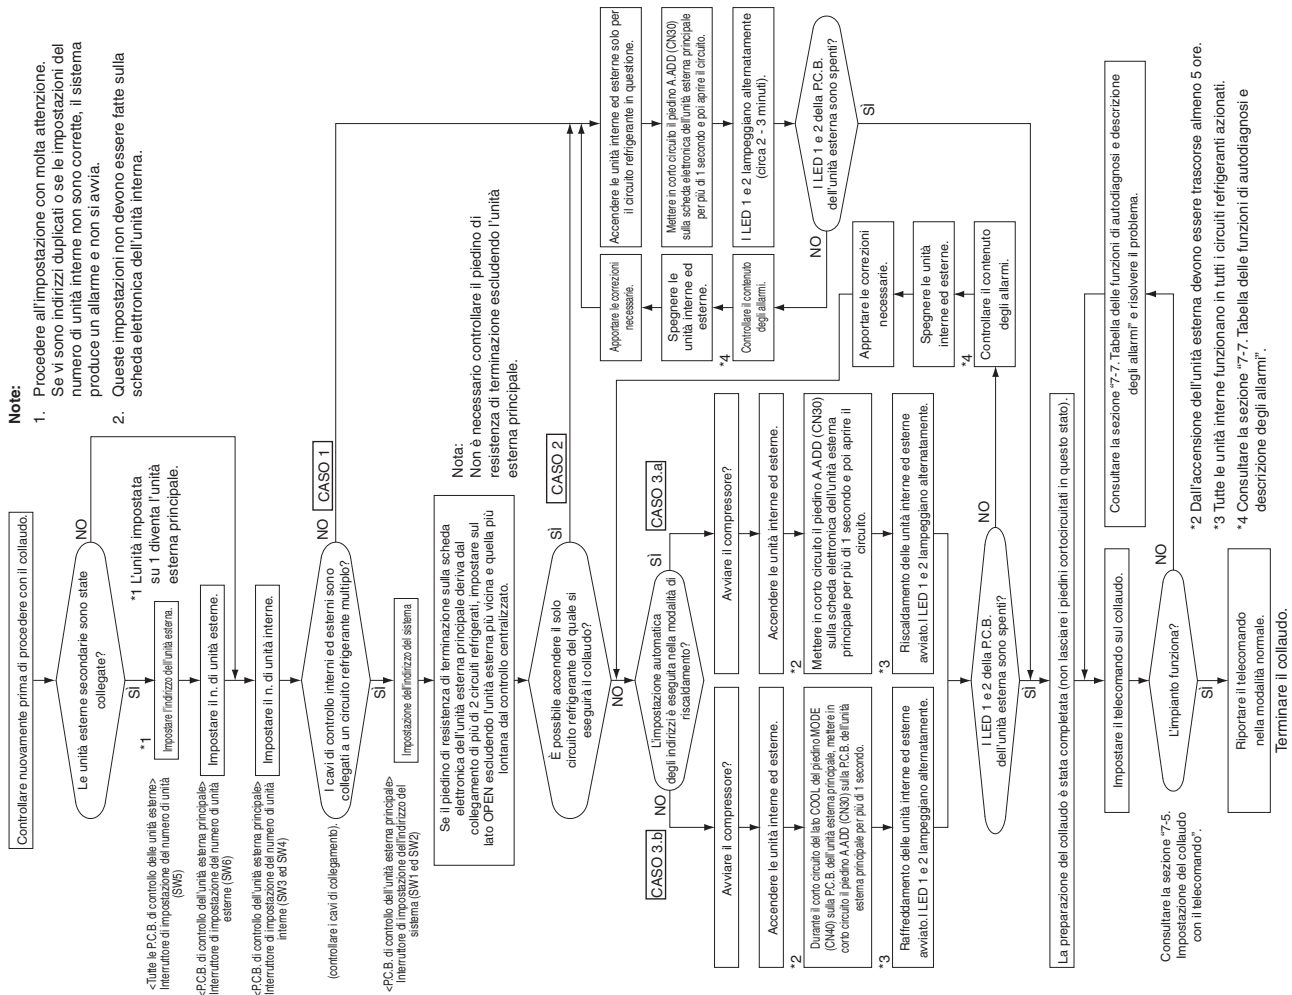 Controllare nuovamente prima di procedere con il collaudo.
Note:
1. Procedere all'impostazione con molta attenzione.
Se vi sono indirizzi duplicati o se le impostazioni del
numero di unità interne non sono corrette, il sistema
produce un allarme e non si avvia.
2. Queste impostazioni non devono essere fatte sulla
scheda elettronica dell'unità interna.
Le unità esterne secondarie sono state
collegate?
NO
SÌ
*1 L'unità impostata
su 1 diventa l'unità
esterna principale.
<Tutte le P.C.B. di controllo delle unità esterne>
Interruttore di impostazione del numero di unità
(SW5)
*1
Impostare l'indirizzo dell'unità esterna.
<P.C.B. di controllo dell'unità esterna principale>
Interruttore di impostazione del numero di unità
esterne (SW6)
Impostare il n. di unità esterne.
<P.C.B. di controllo dell'unità esterna principale>
Interruttore di impostazione del numero di unità
interne (SW3 ed SW4)
Impostare il n. di unità interne.
(controllare i cavi di collegamento).
I cavi di controllo interni ed esterni sono
collegati a un circuito refrigerante multiplo?
NO
CASO 1
SÌ
<P.C.B. di controllo dell'unità esterna principale>
Interruttore di impostazione dell'indirizzo del
sistema (SW1 ed SW2)
Impostazione dell'indirizzo del sistema
Se il piedino di resistenza di terminazione sulla scheda
elettronica dell'unità esterna principale deriva dal
collegamento di più di 2 circuiti refrigerati, impostare sul
lato OPEN escludendo l'unità esterna più vicina e quella più
lontana dal controllo centralizzato.
Nota:
Non è necessario controllare il piedino di
resistenza di terminazione escludendo l'unità
esterna principale.
È possibile accendere il solo
circuito refrigerante del quale si
eseguirà il collaudo?
SÌ
CASO 2
NO
L'impostazione automatica
degli indirizzi è eseguita nella modalità di
riscaldamento?
NO
CASO 3.b
SÌ
CASO 3.a
Avviare il compressore?
Accendere le unità interne ed esterne.
*2
Durante il corto circuito del lato COOL del piedino MODE
(CN40) sulla P.C.B. dell'unità esterna principale, mettere in
corto circuito il piedino A.ADD (CN30) sulla P.C.B. dell'unità
esterna principale per più di 1 secondo.
*3
Raffreddamento delle unità interne ed esterne
avviato.I LED 1 e 2 lampeggiano alternatamente.
Avviare il compressore?
Accendere le unità interne ed esterne.
*2
Mettere in corto circuito il piedino A.ADD (CN30)
sulla scheda elettronica dell'unità esterna
principale per più di 1 secondo e poi aprire il
circuito.
*3
Riscaldamento delle unità interne ed esterne
avviato.I LED 1 e 2 lampeggiano alternatamente.
I LED 1 e 2 della P.C.B.
dell'unità esterna sono spenti?
NO
SÌ
*4
Controllare il contenuto
degli allarmi.
Spegnere le unità
interne ed esterne.
Apportare le correzioni
necessarie.
Accendere le unità interne ed esterne solo per
il circuito refrigerante in questione.
Mettere in corto circuito il piedino A.ADD (CN30)
sulla scheda elettronica dell'unità esterna principale
per più di 1 secondo e poi aprire il circuito.
I LED 1 e 2 lampeggiano alternatamente
(circa 2 - 3 minuti).
I LED 1 e 2 della P.C.B.
dell'unità esterna sono spenti?
NO
SÌ
*4
Controllare il contenuto
degli allarmi.
Spegnere le
unità interne ed
esterne.
Apportare le correzioni
necessarie.
La preparazione del collaudo è stata completata (non lasciare i piedini cortocircuitati in questo stato).
Impostare il telecomando sul collaudo.
Consultare la sezione "7-5.
Impostazione del collaudo
con il telecomando".
L'impianto funziona?
NO
SÌ
Consultare la sezione "7-7. Tabella delle funzioni di autodiagnosi e descrizione
degli allarmi" e risolvere il problema.
Riportare il telecomando
nella modalità normale.
Terminare il collaudo.
*2 Dall'accensione dell'unità esterna devono essere trascorse almeno 5 ore.
*3 Tutte le unità interne funzionano in tutti i circuiti refrigeranti azionati.
*4 Consultare la sezione "7-7. Tabella delle funzioni di autodiagnosi e
descrizione degli allarmi".